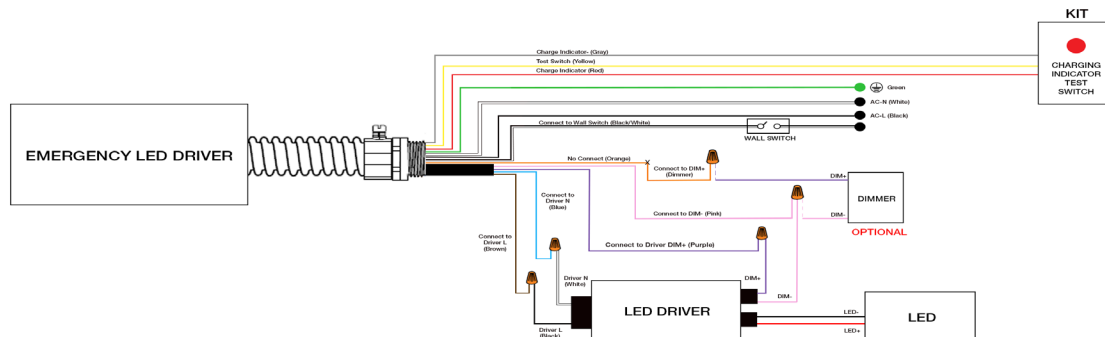 KIT
CHARGING
INDICATOR
TEST
SWITCH
Charge Indicator- (Gray)
Test Switch (Yellow)
Charge Indicator (Red)
Green
AC-N (White)
AC-L (Black)
Connect to Wall Switch (Black/White)
WALL SWITCH
EMERGENCY LED DRIVER
No Connect (Orange)
x
Connect to DIM+
(Dimmer)
DIM+
DIMMER
DIM-
OPTIONAL
Connect to
Driver N
(Blue)
Connect to DIM- (Pink)
Connect to
Driver L
(Brown)
Connect to Driver DIM+ (Purple)
Driver N
(White)
DIM+
DIM-
LED DRIVER
Driver L
(Black)
LED-
LED+
LED